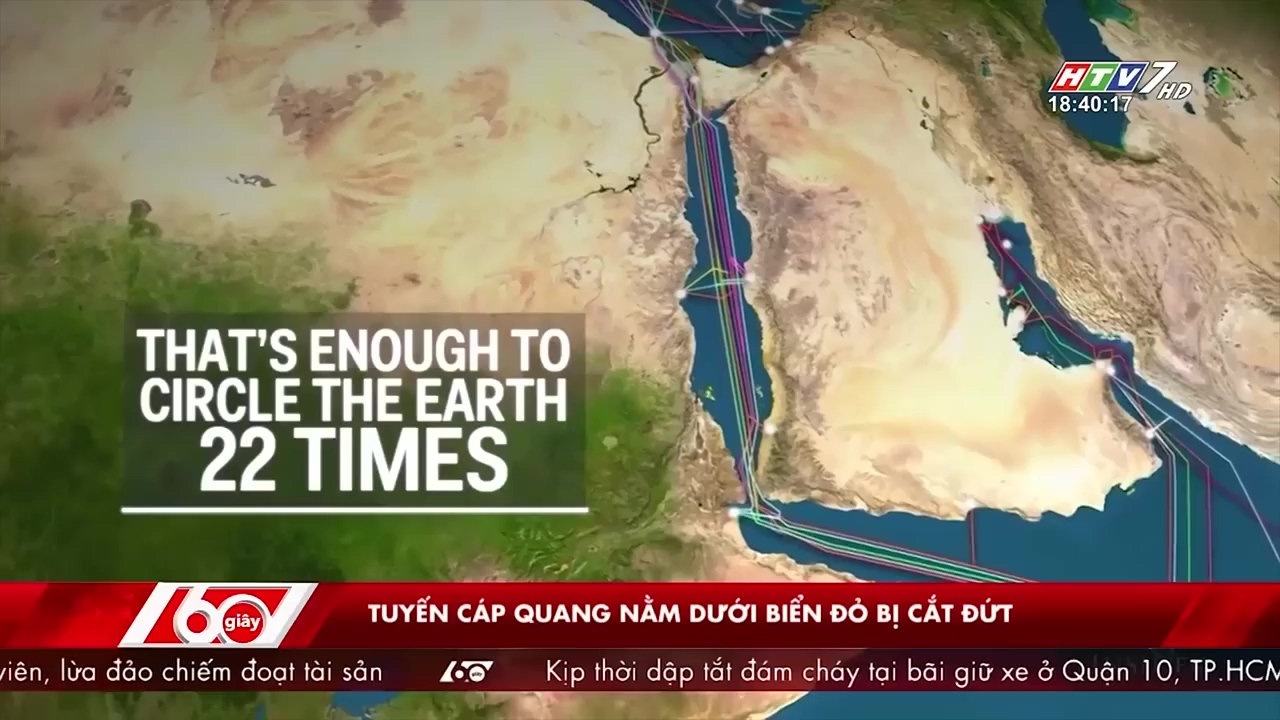 HTV7 HD
18:40:17
THAT'S ENOUGH TO
CIRCLE THE EARTH
22 TIMES
60 giây
TUYẾN CÁP QUANG NẰM DƯỚI BIỂN ĐỎ BỊ CẮT ĐỨT
viên, lừa đảo chiếm đoạt tài sản
60 giây
Kịp thời dập tắt đám cháy tại bãi giữ xe ở Quận 10, TP.HCM